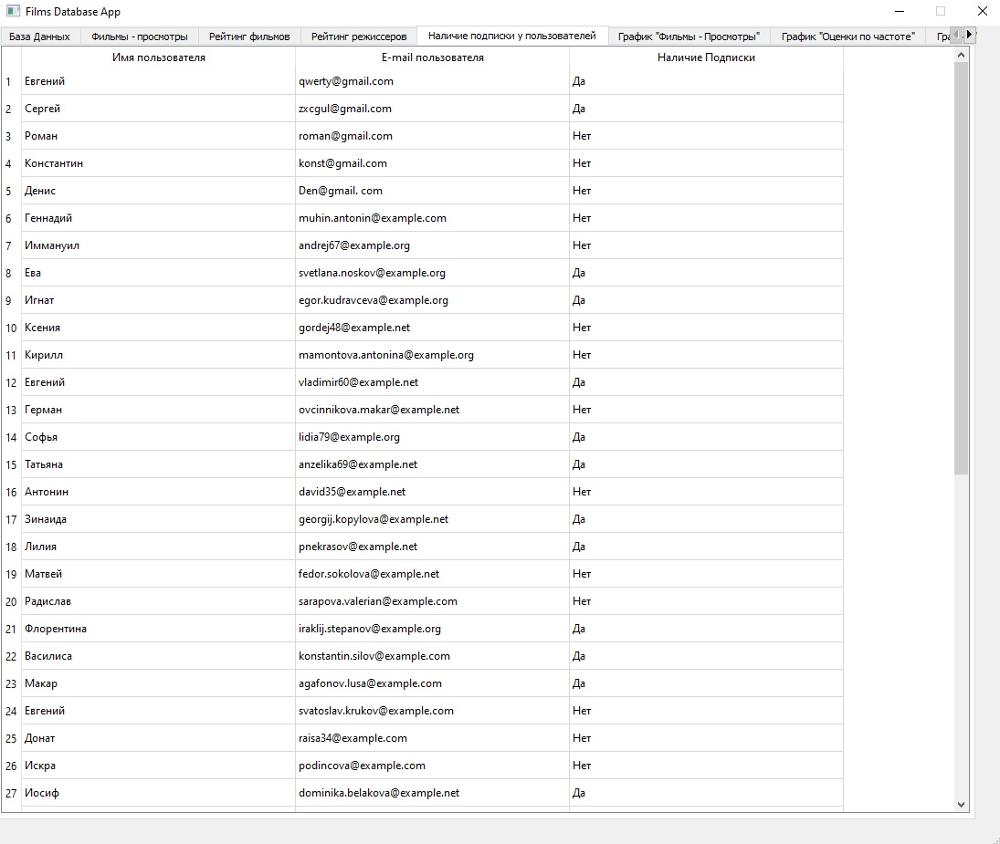 Films Database App
База Данных Фильмы - просмотры Рейтинг фильмов Рейтинг режиссеров Наличие подписки у пользователей График "Фильмы - Просмотры" График "Оценки по частоте"
Имя пользователя E-mail пользователя Наличие Подписки
1 Евгений qwerty@gmail.com Да
2 Сергей zxcgul@gmail.com Да
3 Роман roman@gmail.com Нет
4 Константин konst@gmail.com Нет
5 Денис Den@gmail. com Нет
6 Геннадий muhin.antonin@example.com Нет
7 Иммануил andrej67@example.org Нет
8 Ева svetlana.noskov@example.org Да
9 Игнат egor.kudravceva@example.org Да
10 Ксения gordej48@example.net Нет
11 Кирилл mamontova.antonina@example.org Нет
12 Евгений vladimir60@example.net Да
13 Герман ovcinnikova.makar@example.net Нет
14 Софья lidia79@example.org Да
15 Татьяна anzelika69@example.net Да
16 Антонин david35@example.net Нет
17 Зинаида georgij.kopylova@example.net Да
18 Лилия pnekrasov@example.net Да
19 Матвей fedor.sokolova@example.net Нет
20 Радислав sarapova.valerian@example.com Нет
21 Флорентина iraklij.stepanov@example.org Да
22 Василиса konstantin.silov@example.com Да
23 Макар agafonov.lusa@example.com Да
24 Евгений svatoslav.krukov@example.com Нет
25 Донат raisa34@example.com Нет
26 Искра podincova@example.com Нет
27 Иосиф dominika.belakova@example.net Да